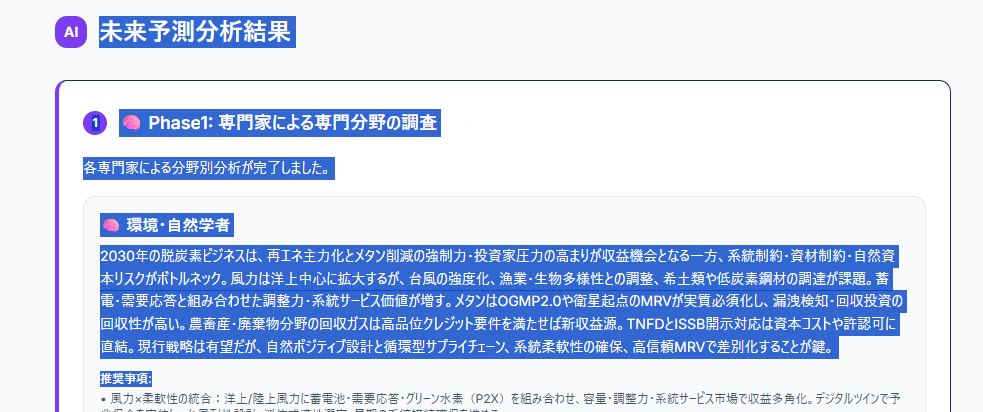 AI 未来予測分析結果
1 Phase1: 専門家による専門分野の調査
各専門家による分野別分析が完了しました。
環境・自然学者
2030年の脱炭素ビジネスは、再エネ主力化とメタン削減の強制力・投資家圧力の高まりが収益機会となる一方、系統制約・資材制約・自然資
本リスクがボトルネック。風力は洋上中心に拡大するが、台風の強度化、漁業・生物多様性との調整、希土類や低炭素鋼材の調達が課題。蓄
電・需要応答と組み合わせた調整力・系統サービス価値が増す。メタンはOGMP2.0や衛星起点のMRVが実質必須化し、漏洩検知・回収投資の
回収性が高い。農畜産・廃棄物分野の回収ガスは高品位クレジット要件を満たせば新収益源。TNFDとISSB開示対応は資本コストや許認可に
直結。現行戦略は有望だが、自然ポジティブ設計と循環型サプライチェーン、系統柔軟性の確保、高信頼MRVで差別化することが鍵。
推奨事項:
• 風力×柔軟性の統合：洋上/陸上風力に蓄電池・需要応答・グリーン水素（P2X）を組み合わせ、容量・調整力・系統サービス市場で収益多角化。デジタルツインで予